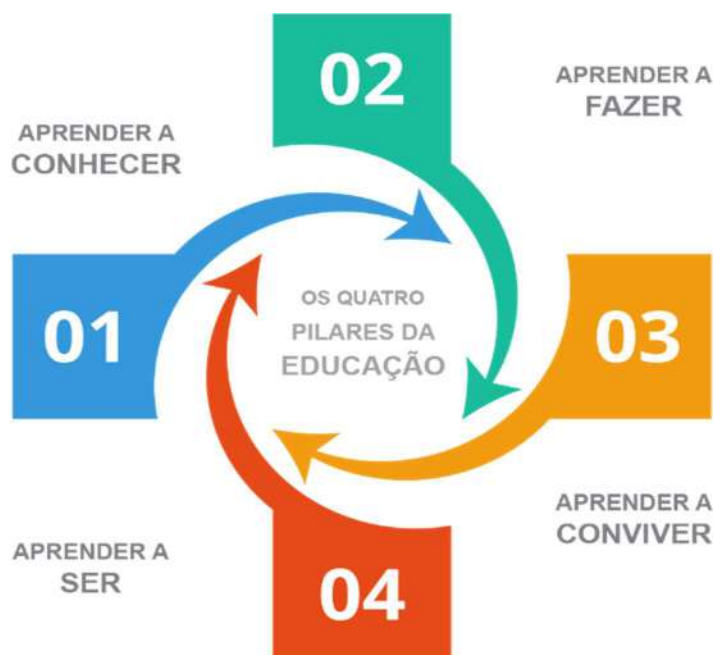 01
APRENDER A
CONHECER
02
APRENDER A
FAZER
03
APRENDER A
CONVIVER
04
APRENDER A
SER
OS QUATRO
PILARES DA
EDUCAÇÃO